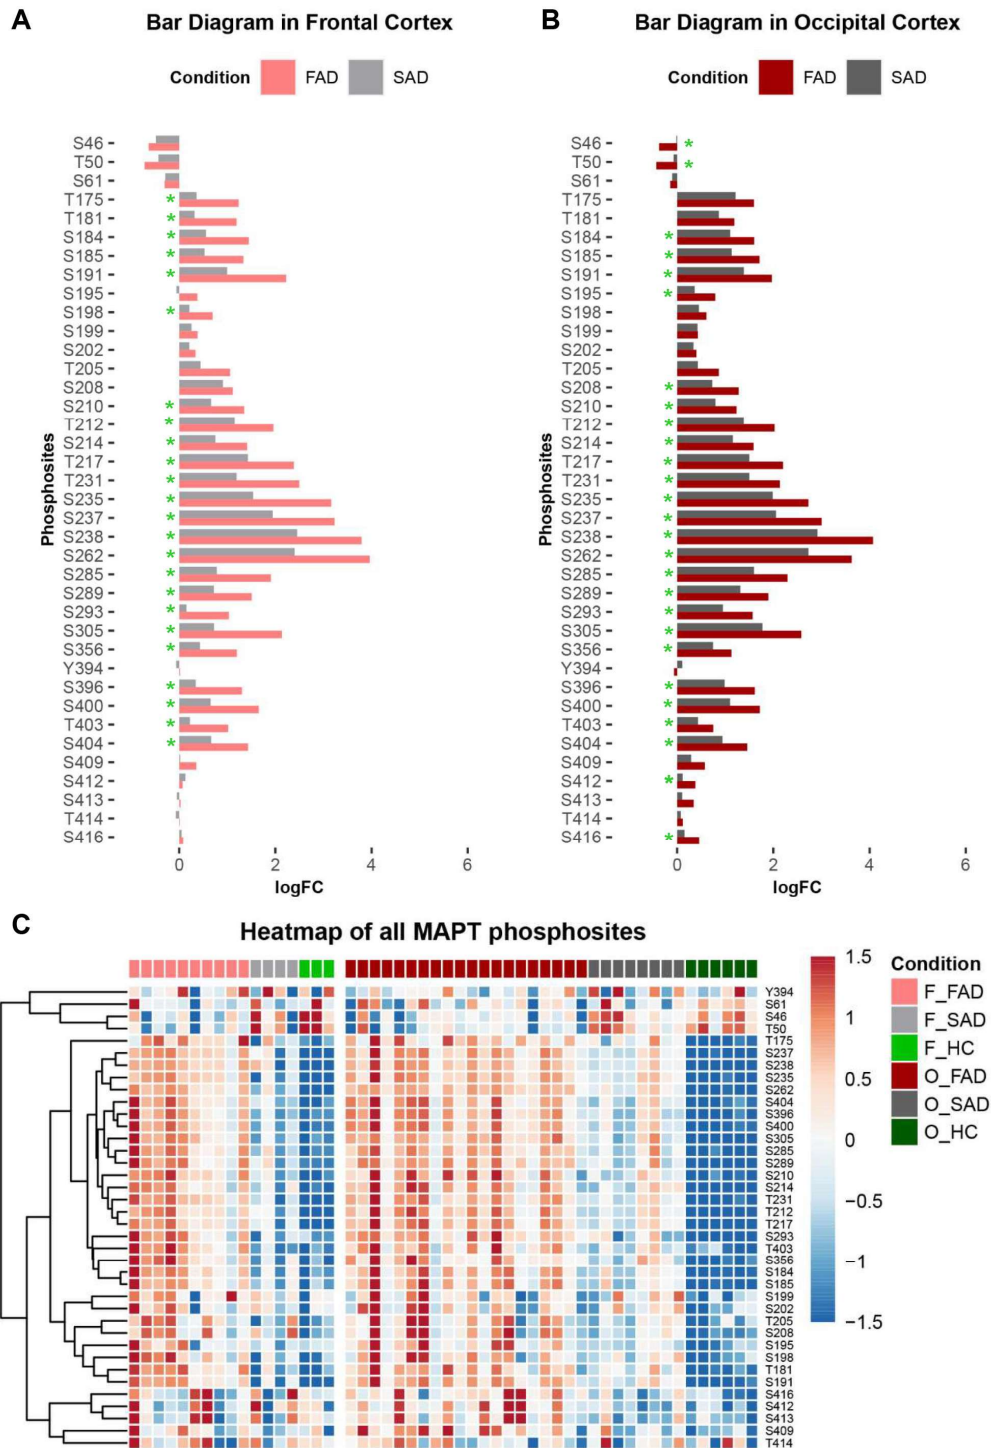 A
Bar Diagram in Frontal Cortex
Condition FAD SAD
Phosphosites
S46
T50
S61
T175
T181
S184
S185
S191
S195
S198
S199
S202
T205
S208
S210
T212
S214
T217
T231
S235
S237
S238
S262
S285
S289
S293
S305
S356
Y394
S396
S400
T403
S404
S409
S412
S413
T414
S416
0 2 4 6
logFC
B
Bar Diagram in Occipital Cortex
Condition FAD SAD
Phosphosites
S46
T50
S61
T175
T181
S184
S185
S191
S195
S198
S199
S202
T205
S208
S210
T212
S214
T217
T231
S235
S237
S238
S262
S285
S289
S293
S305
S356
Y394
S396
S400
T403
S404
S409
S412
S413
T414
S416
0 2 4 6
logFC
C
Heatmap of all MAPT phosphosites
Y394
S61
S46
T50
T175
S237
S238
S235
S262
S404
S396
S400
S305
S285
S289
S210
S214
T231
T212
T217
S293
T403
S356
S184
S185
S199
S202
T205
S208
S195
S198
T181
S191
S416
S412
S413
S409
T414
1.5
1
0.5
0
−0.5
−1
−1.5
Condition
F_FAD
F_SAD
F_HC
O_FAD
O_SAD
O_HC